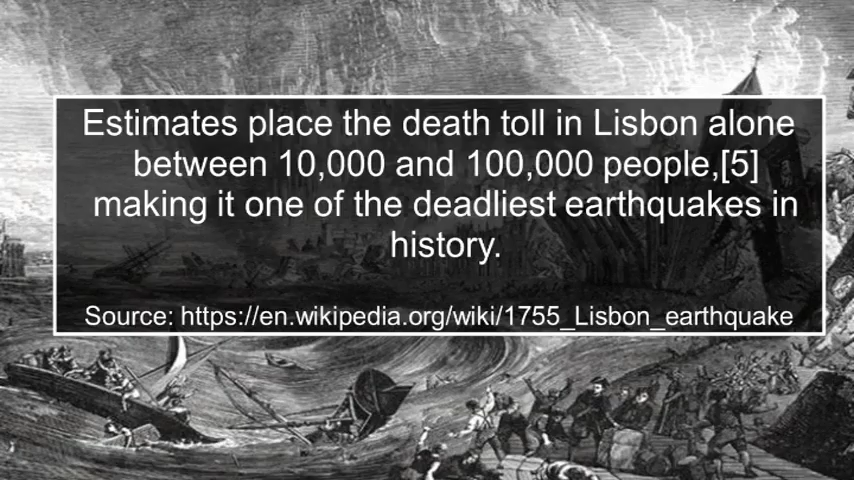 Estimates place the death toll in Lisbon alone
between 10,000 and 100,000 people,[5]
making it one of the deadliest earthquakes in
history.
Source: https://en.wikipedia.org/wiki/1755_Lisbon_earthquake